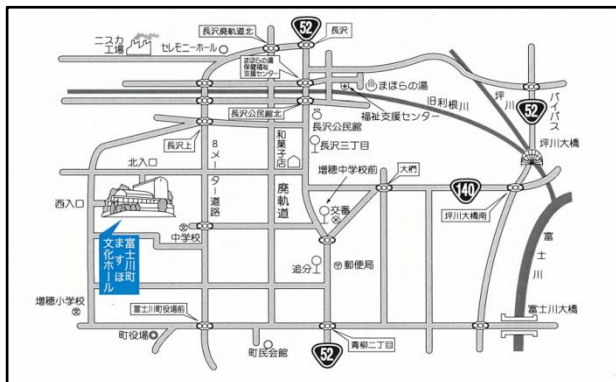 長沢廃軌道北
52
長沢
ニスカ
工場
セレモニーホール
まほらの湯
保健福祉
支援センター
まほらの湯
福祉支援センター
旧利根川
坪川
バイパス
52
長沢公民館北
長沢公民館
長沢上
8メーター道路
和菓子店
長沢三丁目
坪川大橋
北入口
廃軌道
増穂中学校前
大椚
140
西入口
交番
坪川大橋南
富士川町
ますほ
文化ホール
中学校
富士川
追分
郵便局
増穂小学校
富士川町役場前
富士川大橋
町役場
町民会館
52
青柳二丁目